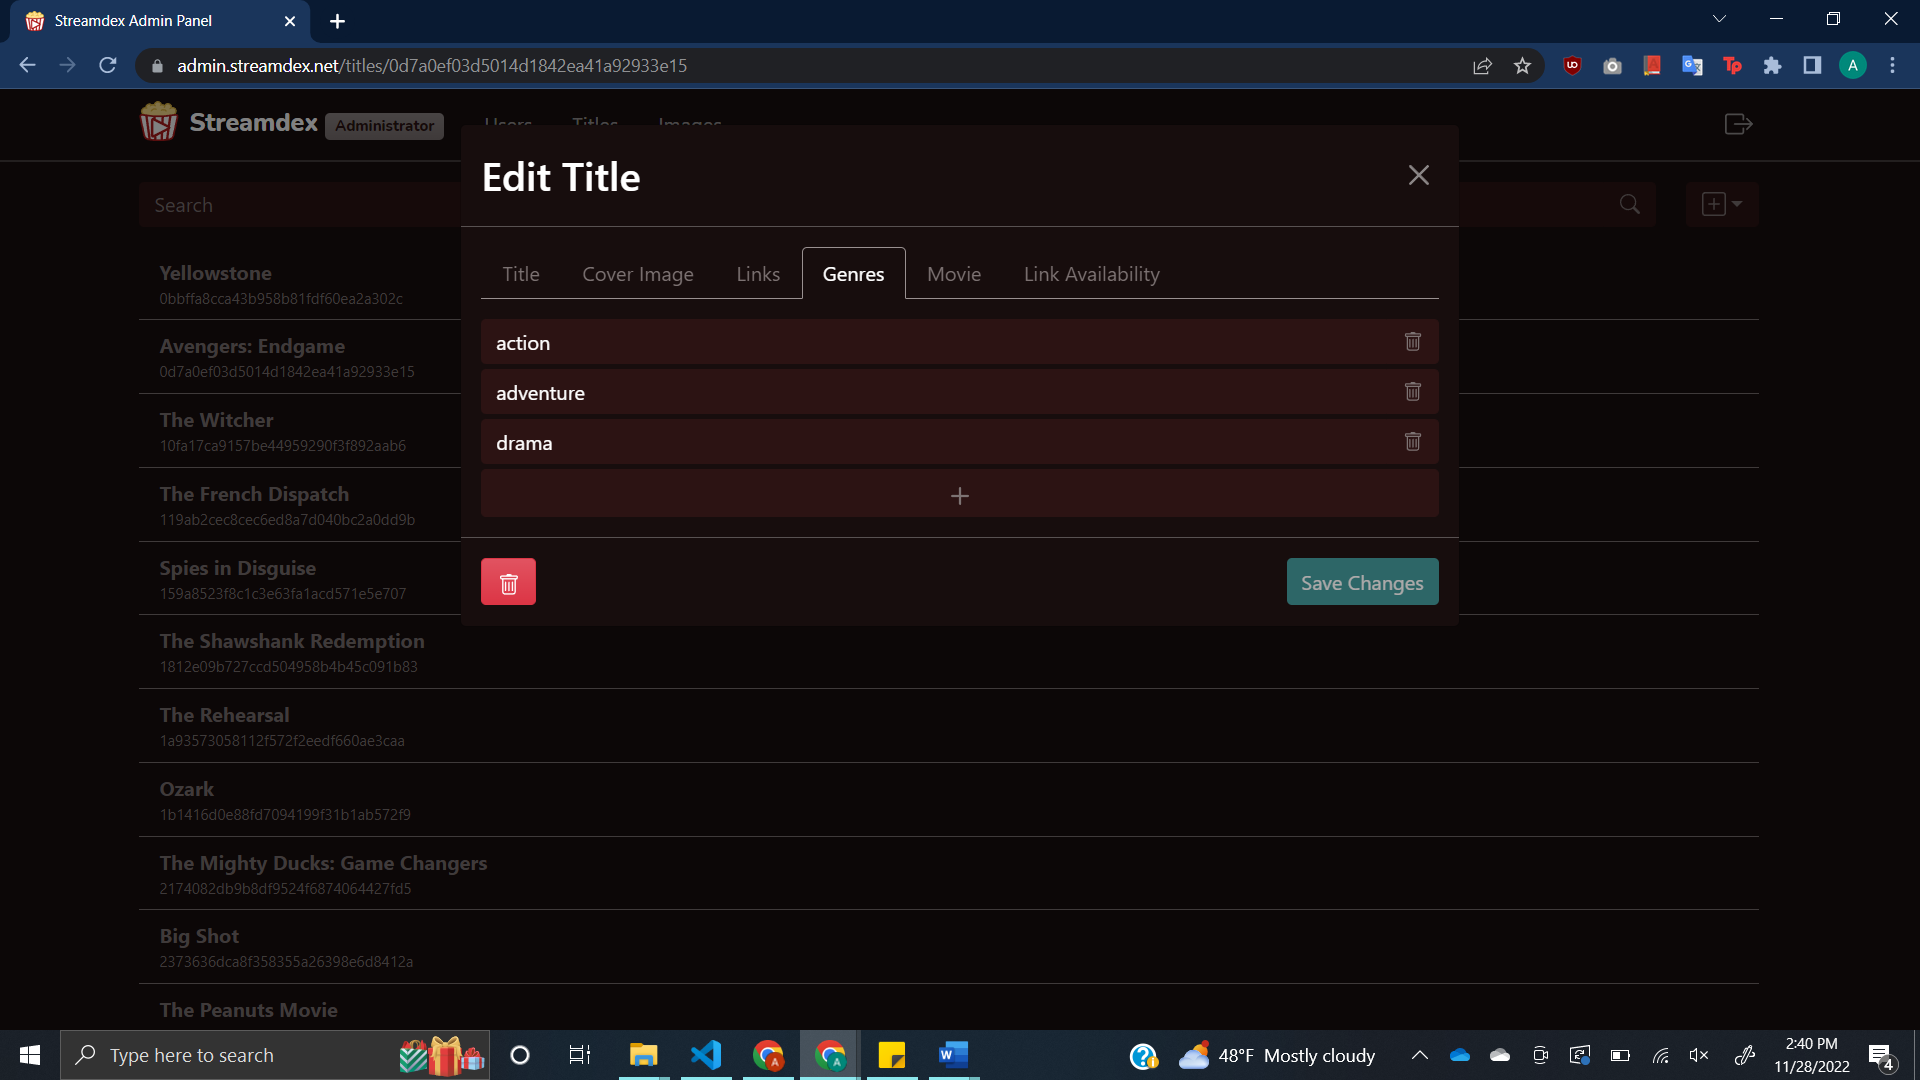 Streamdex Admin Panel
admin.streamdex.net/titles/0d7a0ef03d5014d1842ea41a92933e15
A
Streamdex Administrator Users Titles Images
Edit Title
Search
Title Cover Image Links Genres Movie Link Availability
action
adventure
drama
Save Changes
Yellowstone
0bbffa8cca43b958b81fdf60ea2a302c
Avengers: Endgame
0d7a0ef03d5014d1842ea41a92933e15
The Witcher
10fa17ca9157be44959290f3f892aab6
The French Dispatch
119ab2cec8cec6ed8a7d040bc2a0dd9b
Spies in Disguise
159a8523f8c1c3e63fa1acd571e5e707
The Shawshank Redemption
1812e09b727ccd504958b4b45c091b83
The Rehearsal
1a93573058112f572f2eedf660ae3caa
Ozark
1b1416d0e88fd7094199f31b1ab572f9
The Mighty Ducks: Game Changers
2174082db9b8df9524f6874064427fd5
Big Shot
2373636dca8f358355a26398e6d8412a
The Peanuts Movie
Type here to search
48°F Mostly cloudy
2:40 PM
11/28/2022
4